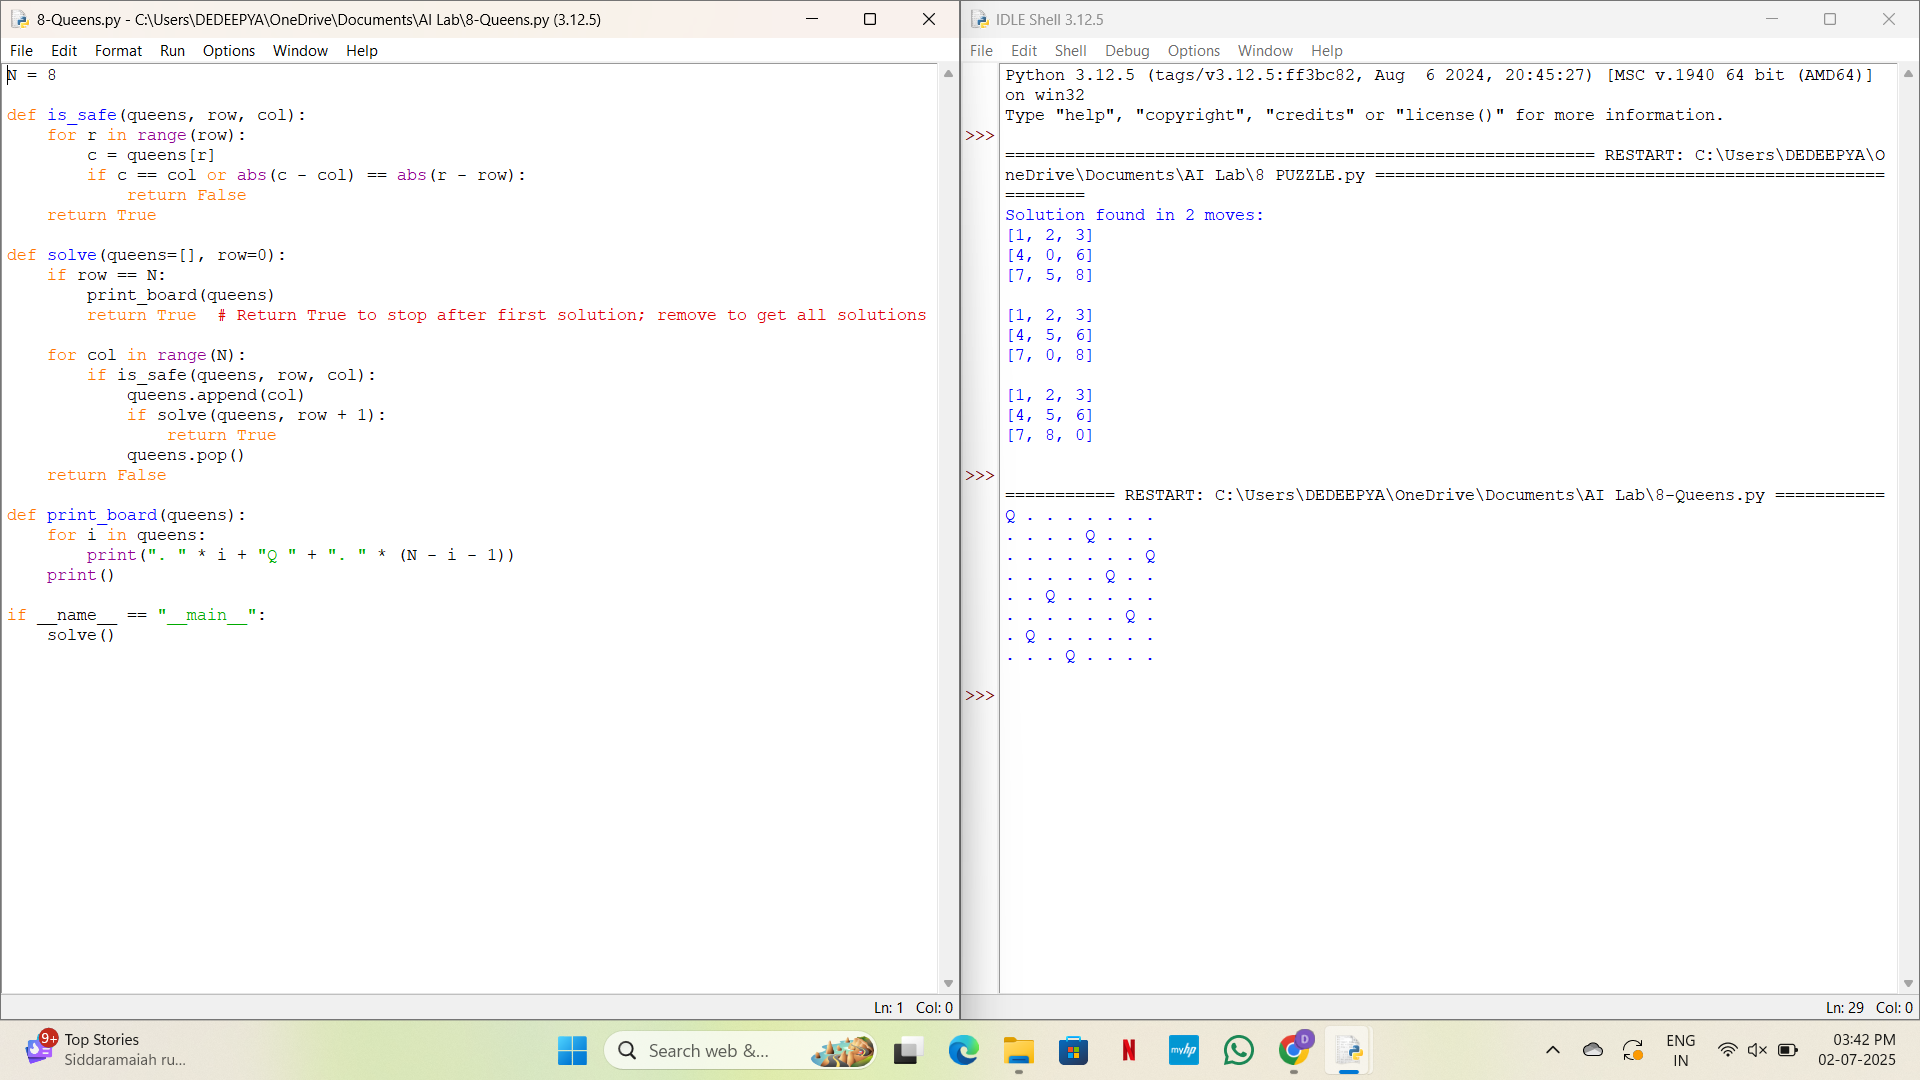 8-Queens.py - C:\Users\DEDEEPYA\OneDrive\Documents\AI Lab\8-Queens.py (3.12.5)
File Edit Format Run Options Window Help
N = 8

def is_safe(queens, row, col):
    for r in range(row):
        c = queens[r]
        if c == col or abs(c - col) == abs(r - row):
            return False
    return True

def solve(queens=[], row=0):
    if row == N:
        print_board(queens)
        return True  # Return True to stop after first solution; remove to get all solutions

    for col in range(N):
        if is_safe(queens, row, col):
            queens.append(col)
            if solve(queens, row + 1):
                return True
            queens.pop()
    return False

def print_board(queens):
    for i in queens:
        print(". " * i + "Q " + ". " * (N - i - 1))
    print()

if __name__ == "__main__":
    solve()
Ln: 1 Col: 0
IDLE Shell 3.12.5
File Edit Shell Debug Options Window Help
Python 3.12.5 (tags/v3.12.5:ff3bc82, Aug  6 2024, 20:45:27) [MSC v.1940 64 bit (AMD64)]
on win32
Type "help", "copyright", "credits" or "license()" for more information.
>>>
=========================================================== RESTART: C:\Users\DEDEEPYA\O
neDrive\Documents\AI Lab\8 PUZZLE.py ===================================================
========
Solution found in 2 moves:
[1, 2, 3]
[4, 0, 6]
[7, 5, 8]

[1, 2, 3]
[4, 5, 6]
[7, 0, 8]

[1, 2, 3]
[4, 5, 6]
[7, 8, 0]

>>>
=========== RESTART: C:\Users\DEDEEPYA\OneDrive\Documents\AI Lab\8-Queens.py ===========
Q . . . . . . .
. . . . Q . . .
. . . . . . . Q
. . . . . Q . .
. . Q . . . . .
. . . . . . Q .
. Q . . . . . .
. . . Q . . . .

>>>
Ln: 29 Col: 0
9+
Top Stories
Siddaramaiah ru...
Search web &...
N
myhp
D
ENG
IN
03:42 PM
02-07-2025